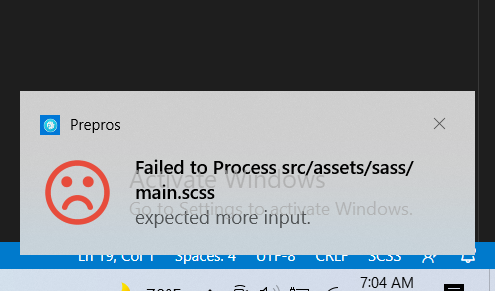 Prepros
Failed to Process src/assets/sass/
main.scss
expected more input.
Activate Windows
Go to Settings to activate Windows.
Ln 19, Col 1 Spaces: 4 UTF-8 CRLF SCSS
7:04 AM